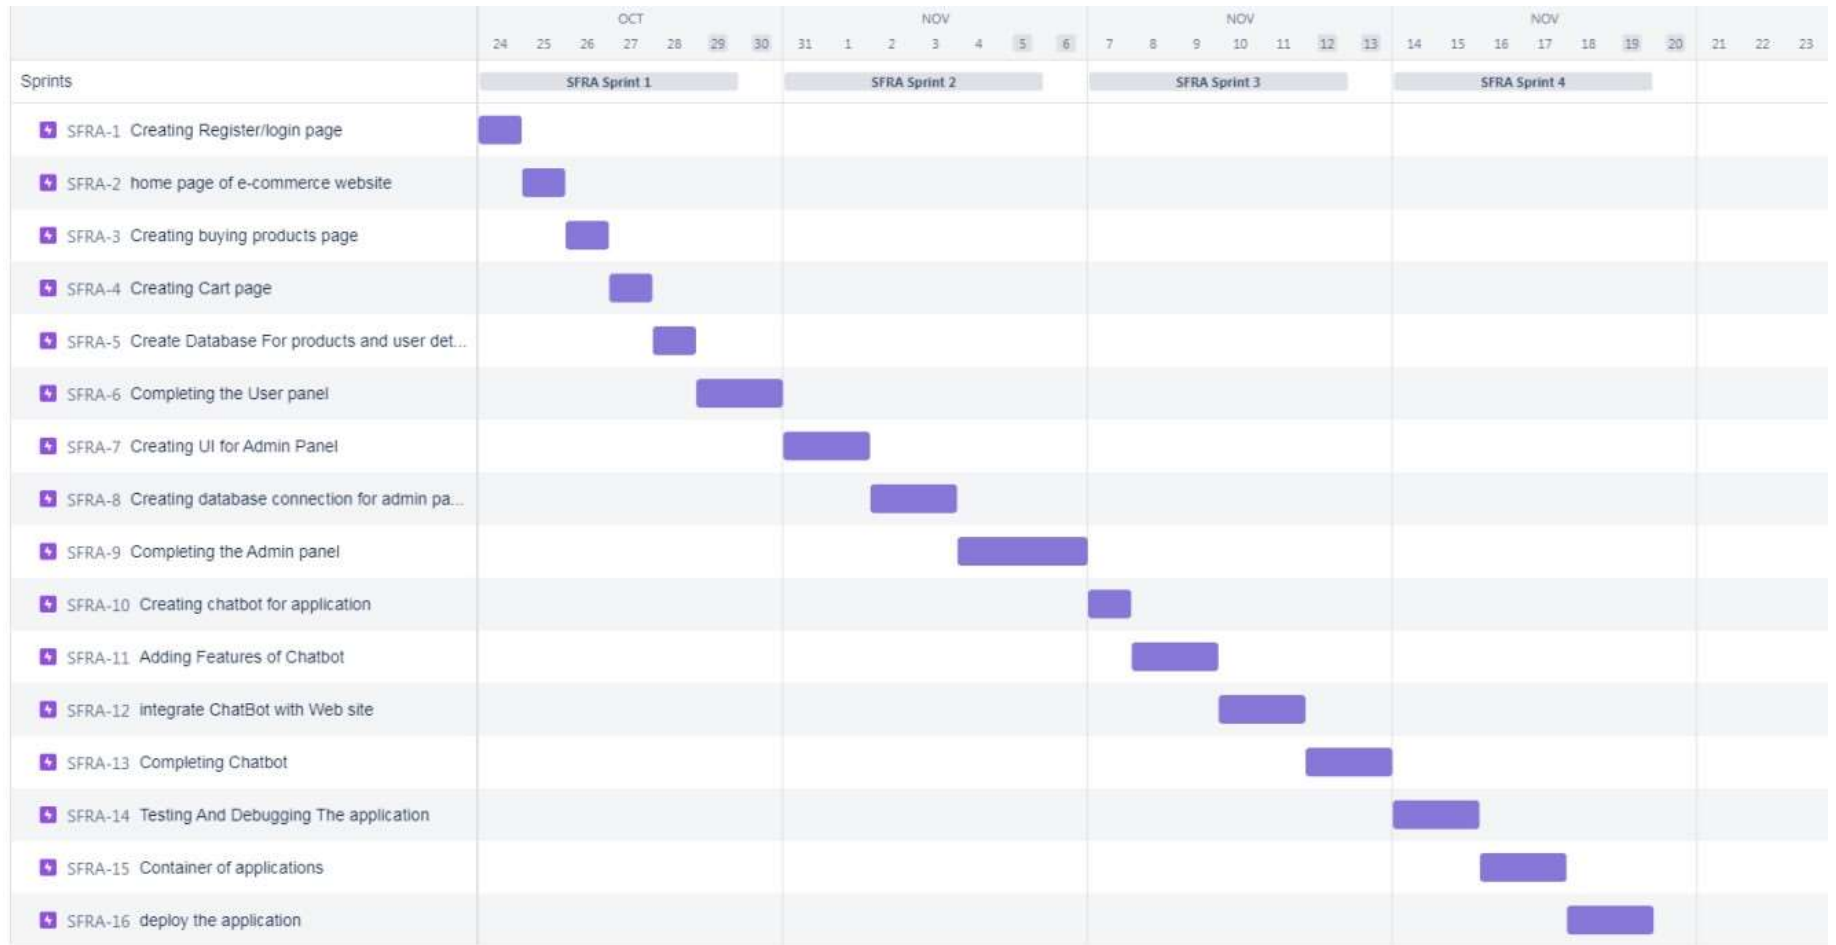 OCT NOV NOV NOV
24 25 26 27 28 29 30 31 1 2 3 4 5 6 7 8 9 10 11 12 13 14 15 16 17 18 19 20 21 22 23
Sprints SFRA Sprint 1 SFRA Sprint 2 SFRA Sprint 3 SFRA Sprint 4
SFRA-1 Creating Register/login page
SFRA-2 home page of e-commerce website
SFRA-3 Creating buying products page
SFRA-4 Creating Cart page
SFRA-5 Create Database For products and user det...
SFRA-6 Completing the User panel
SFRA-7 Creating UI for Admin Panel
SFRA-8 Creating database connection for admin pa...
SFRA-9 Completing the Admin panel
SFRA-10 Creating chatbot for application
SFRA-11 Adding Features of Chatbot
SFRA-12 integrate ChatBot with Web site
SFRA-13 Completing Chatbot
SFRA-14 Testing And Debugging The application
SFRA-15 Container of applications
SFRA-16 deploy the application